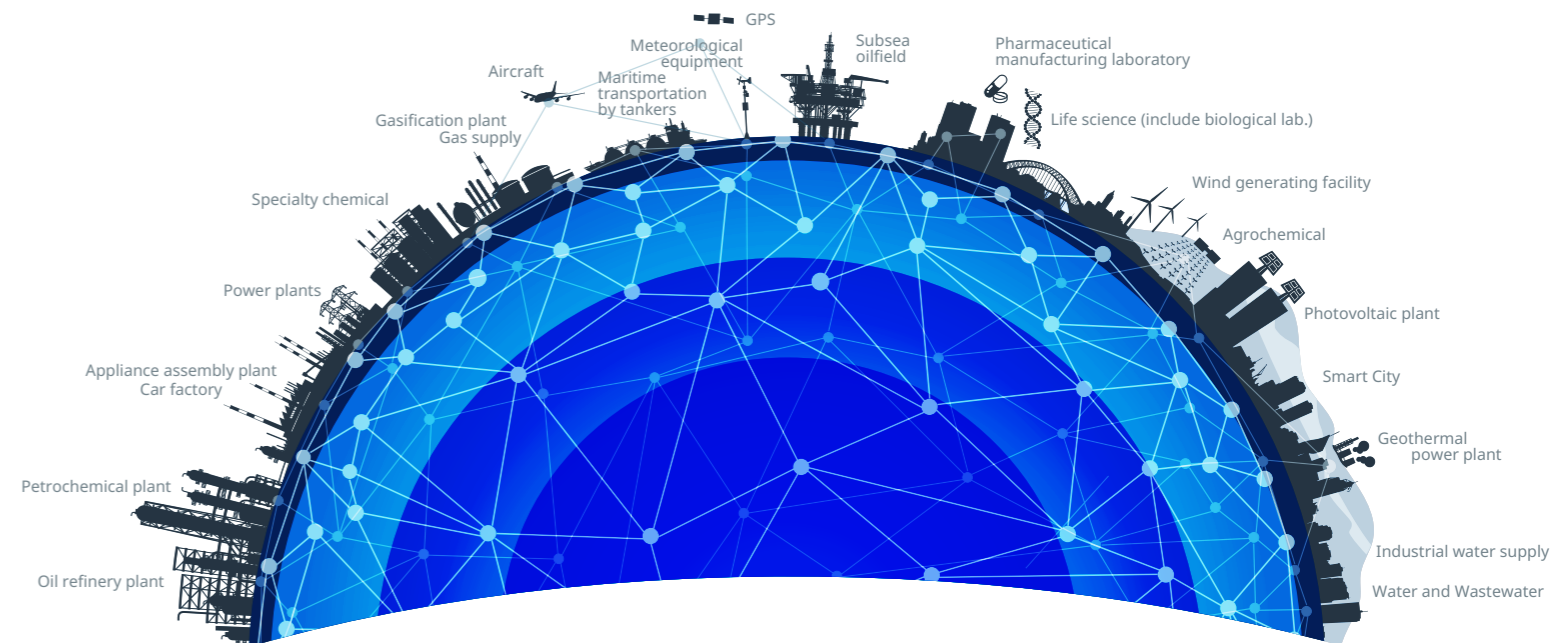 GPS
Meteorological
equipment
Subsea
oilfield
Pharmaceutical
manufacturing laboratory
Aircraft
Maritime
transportation
by tankers
Gasification plant
Gas supply
Life science (include biological lab.)
Specialty chemical
Wind generating facility
Agrochemical
Power plants
Photovoltaic plant
Appliance assembly plant
Car factory
Smart City
Geothermal
power plant
Petrochemical plant
Industrial water supply
Oil refinery plant
Water and Wastewater